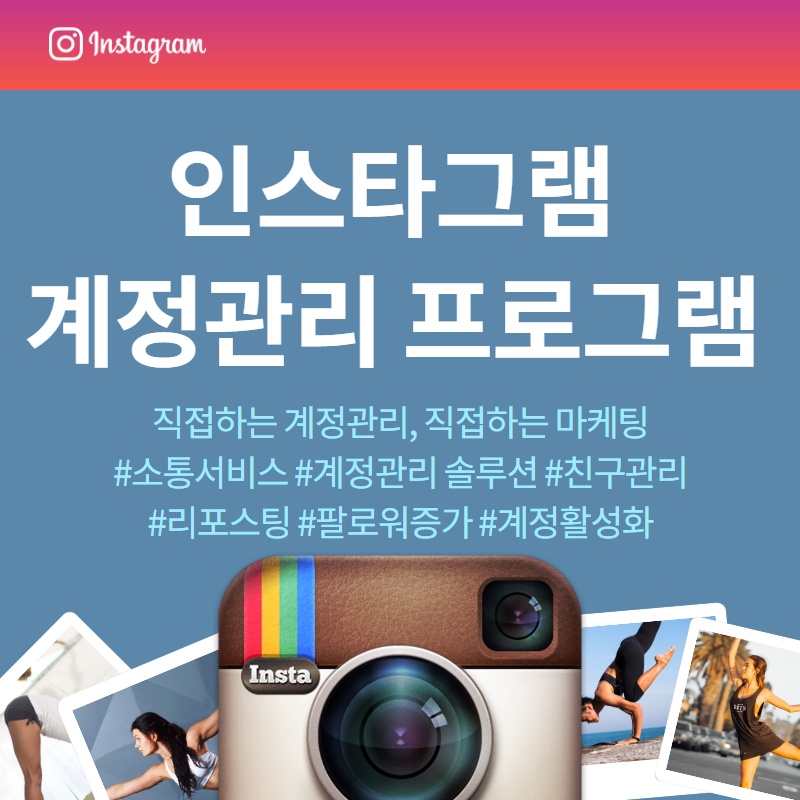 Instagram
인스타그램
계정관리 프로그램
직접하는 계정관리, 직접하는 마케팅
#소통서비스 #계정관리 솔루션 #친구관리
#리포스팅 #팔로워증가 #계정활성화
Insta